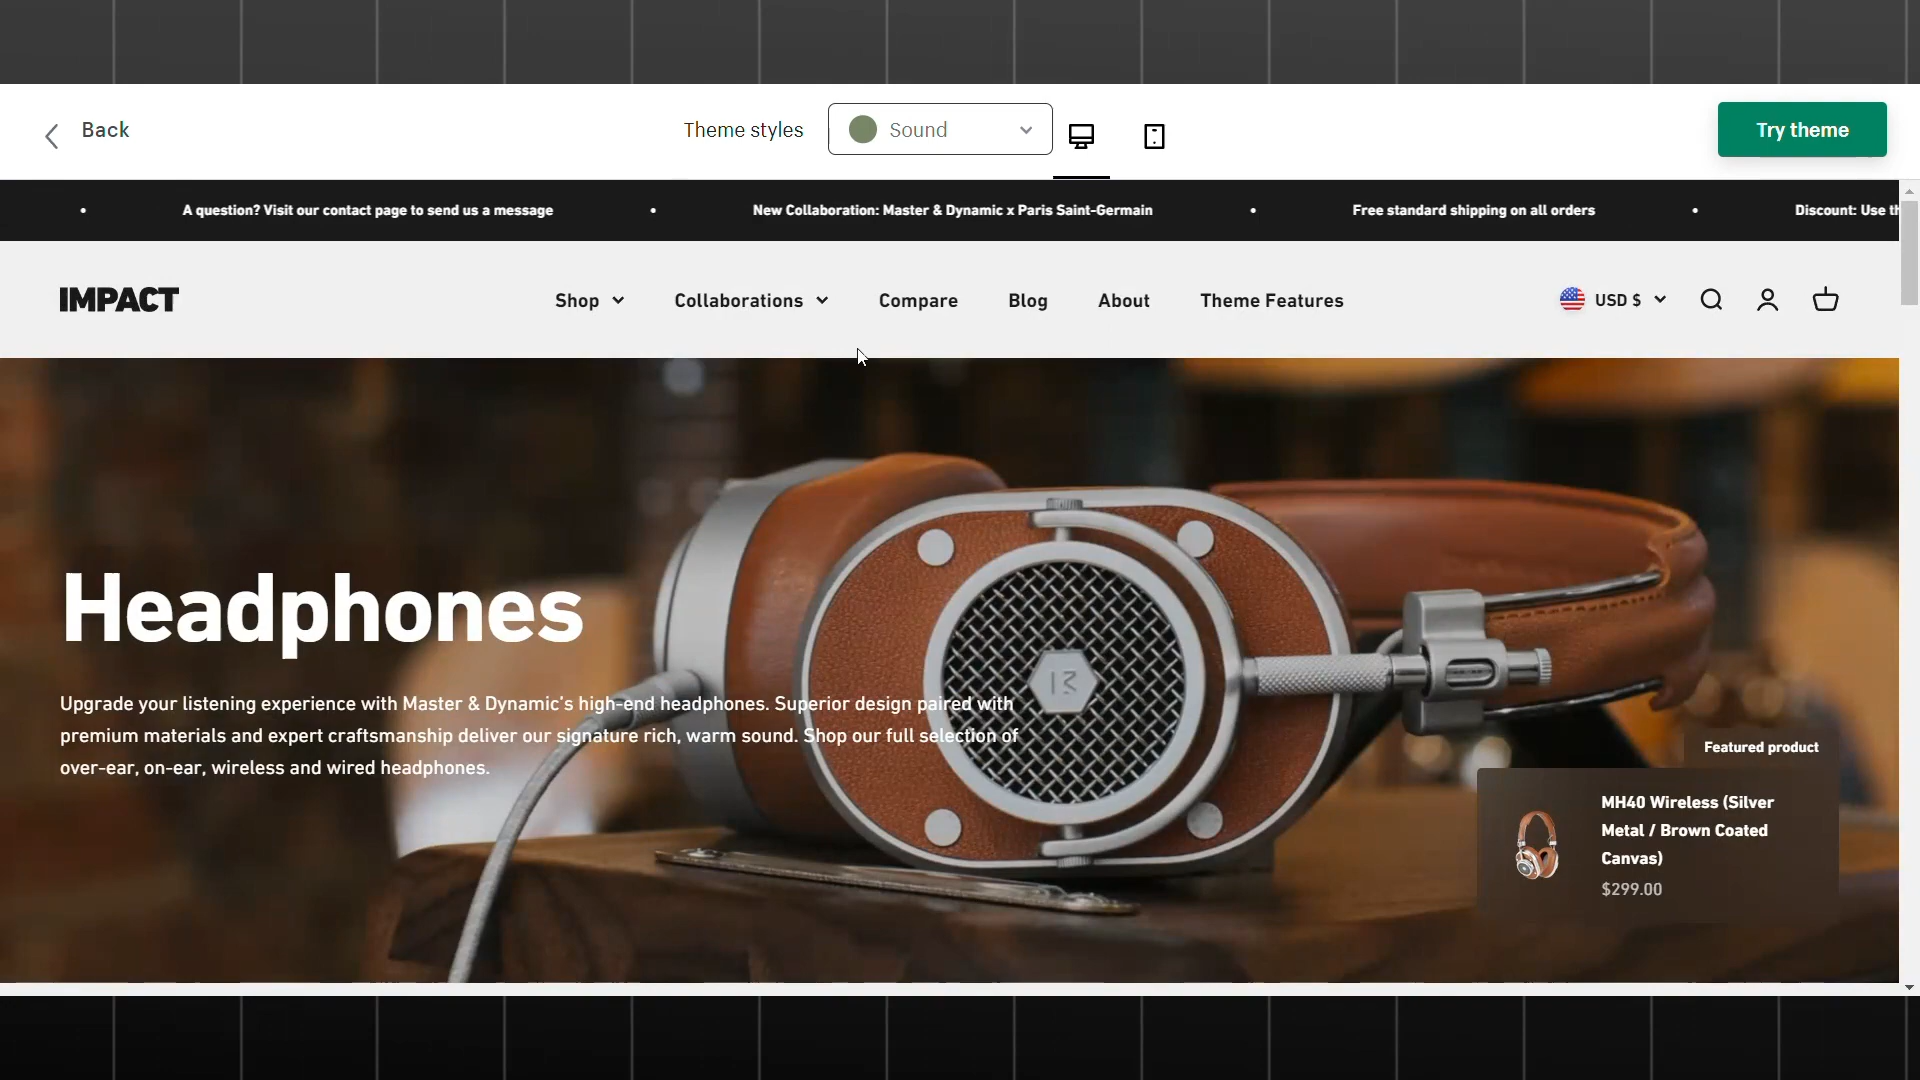 Back
Theme styles
Sound
Try theme
• A question? Visit our contact page to send us a message • New Collaboration: Master & Dynamic x Paris Saint-Germain • Free standard shipping on all orders • Discount: Use
IMPACT
Shop
Collaborations
Compare
Blog
About
Theme Features
USD $
Headphones
Upgrade your listening experience with Master & Dynamic's high-end headphones. Superior design paired with
premium materials and expert craftsmanship deliver our signature rich, warm sound. Shop our full selection of
over-ear, on-ear, wireless and wired headphones.
Featured product
MH40 Wireless (Silver
Metal / Brown Coated
Canvas)
$299.00